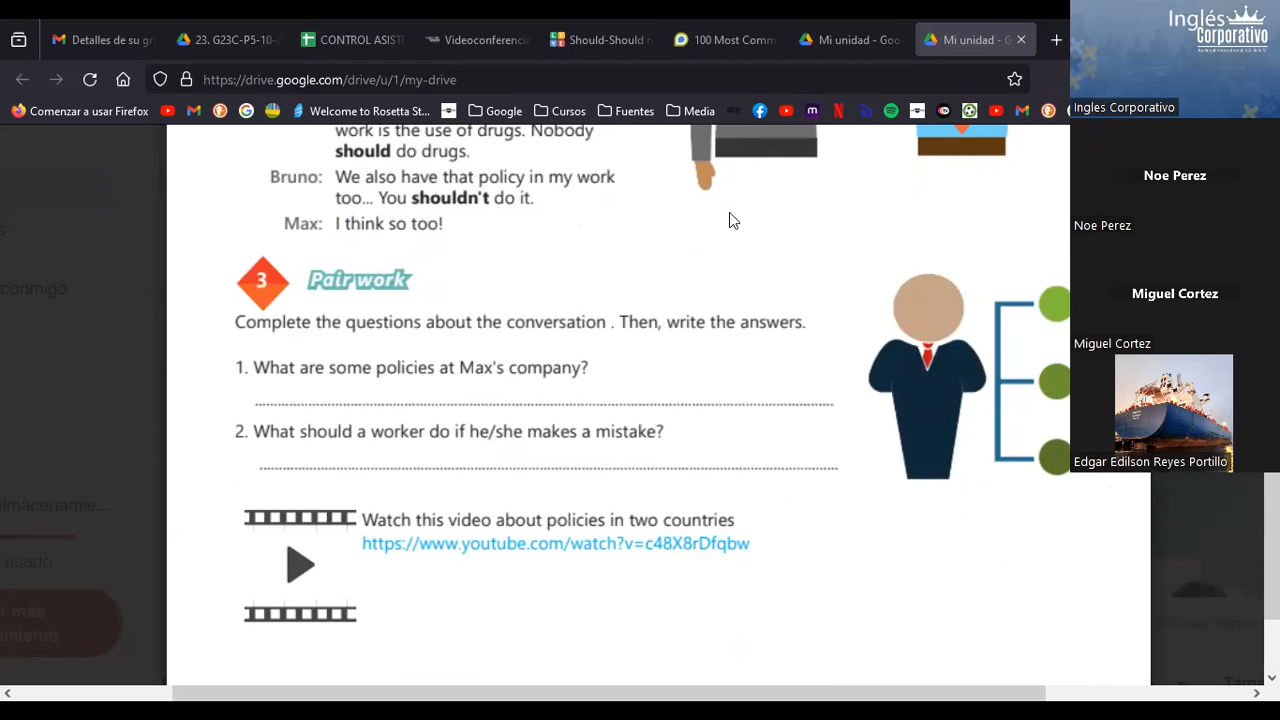 Detalles de su gr
23. G23C-P5-10-
CONTROL ASISTE
Videoconferenc
Should-Should n
100 Most Comm
Mi unidad - Goo
Mi unidad - G
Inglés
Corporativo
https://drive.google.com/drive/u/1/my-drive
Comenzar a usar Firefox
Google
Welcome to Rosetta St...
Google
Cursos
Fuentes
Media
Ingles Corporativo
work is the use of drugs. Nobody
should do drugs.
Bruno: We also have that policy in my work
too... You shouldn't do it.
Max: I think so too!
Noe Perez
Noe Perez
conmigo
3 Pair work
Complete the questions about the conversation . Then, write the answers.
1. What are some policies at Max's company?
2. What should a worker do if he/she makes a mistake?
Miguel Cortez
Miguel Cortez
Edgar Edilson Reyes Portillo
lmacenamie...
isado
Watch this video about policies in two countries
https://www.youtube.com/watch?v=c48X8rDfqbw
miento